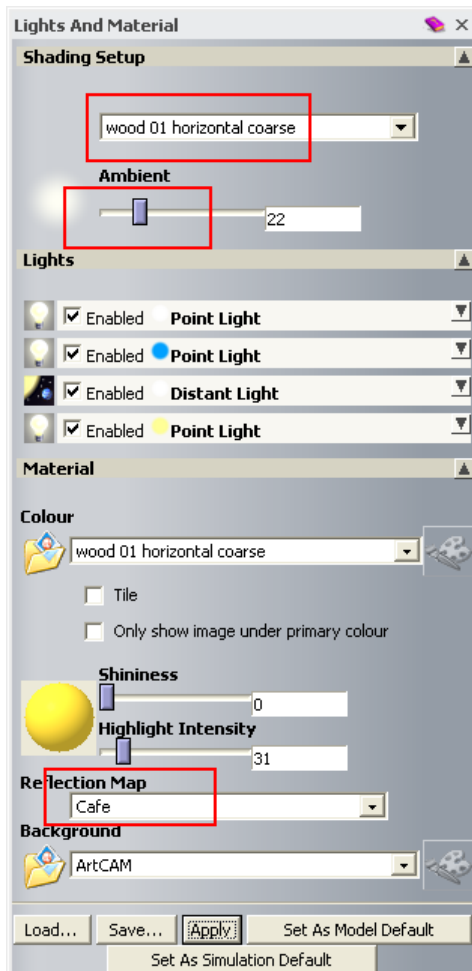 Lights And Material
Shading Setup
wood 01 horizontal coarse
Ambient
22
Lights
Enabled Point Light
Enabled Point Light
Enabled Distant Light
Enabled Point Light
Material
Colour
wood 01 horizontal coarse
Tile
Only show image under primary colour
Shininess
0
Highlight Intensity
31
Reflection Map
Cafe
Background
ArtCAM
Load... Save... Apply Set As Model Default
Set As Simulation Default